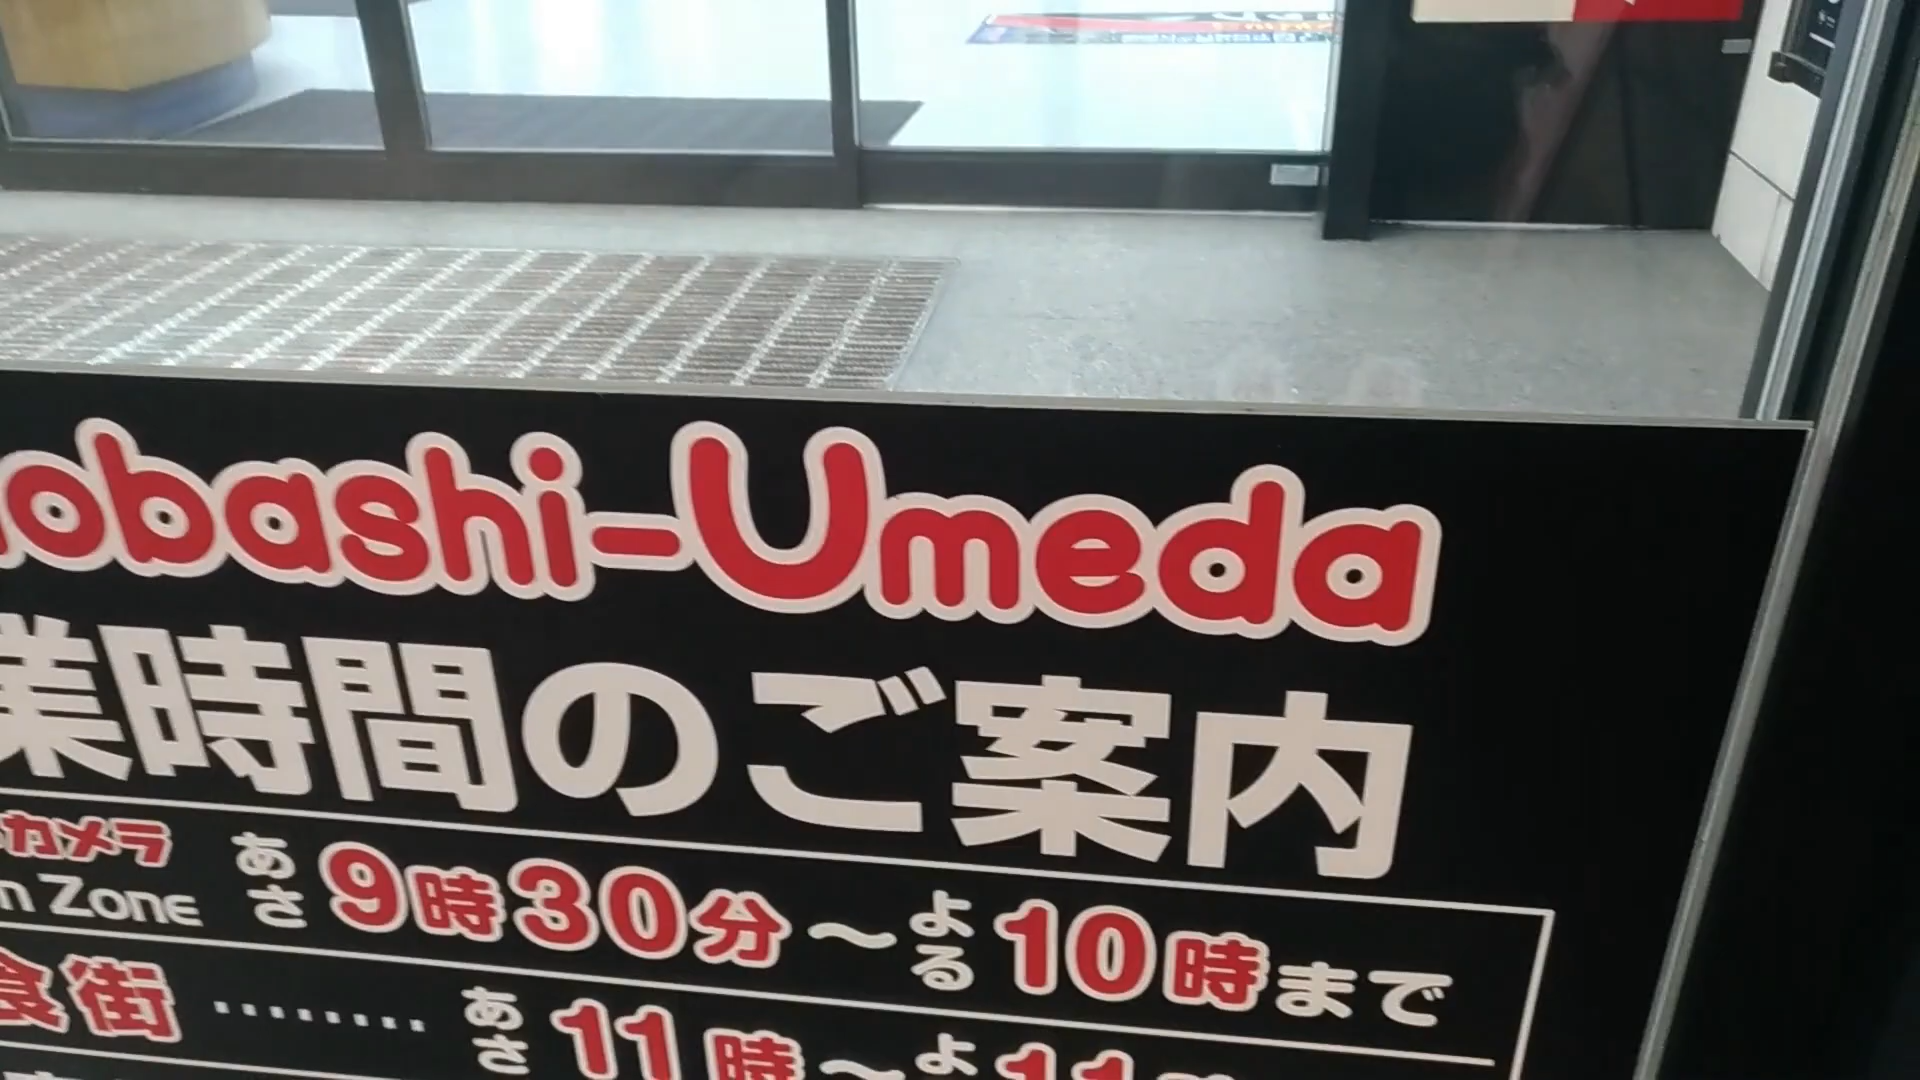 obashi-Umeda
業時間のご案内
カメラ あさ 9時30分～よる10時まで
n Zone
食街 ········ あさ 11時～よ 11